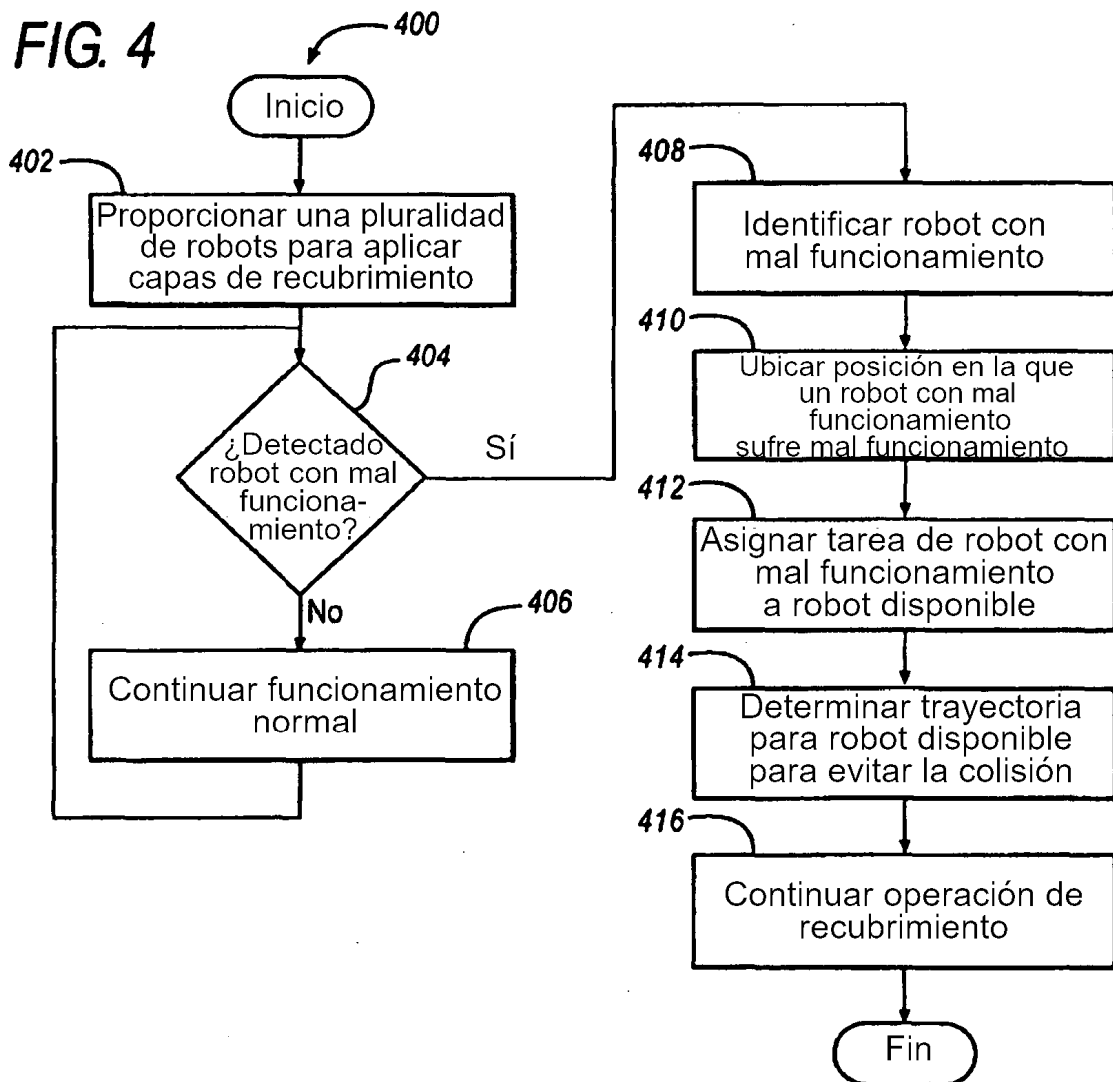 FIG. 4
400
Inicio
402
Proporcionar una pluralidad
de robots para aplicar
capas de recubrimiento
404
¿Detectado
robot con mal
funciona-
miento?
Sí
No
406
Continuar funcionamiento
normal
408
Identificar robot con
mal funcionamiento
410
Ubicar posición en la que
un robot con mal
funcionamiento
sufre mal funcionamiento
412
Asignar tarea de robot con
mal funcionamiento
a robot disponible
414
Determinar trayectoria
para robot disponible
para evitar la colisión
416
Continuar operación de
recubrimiento
Fin